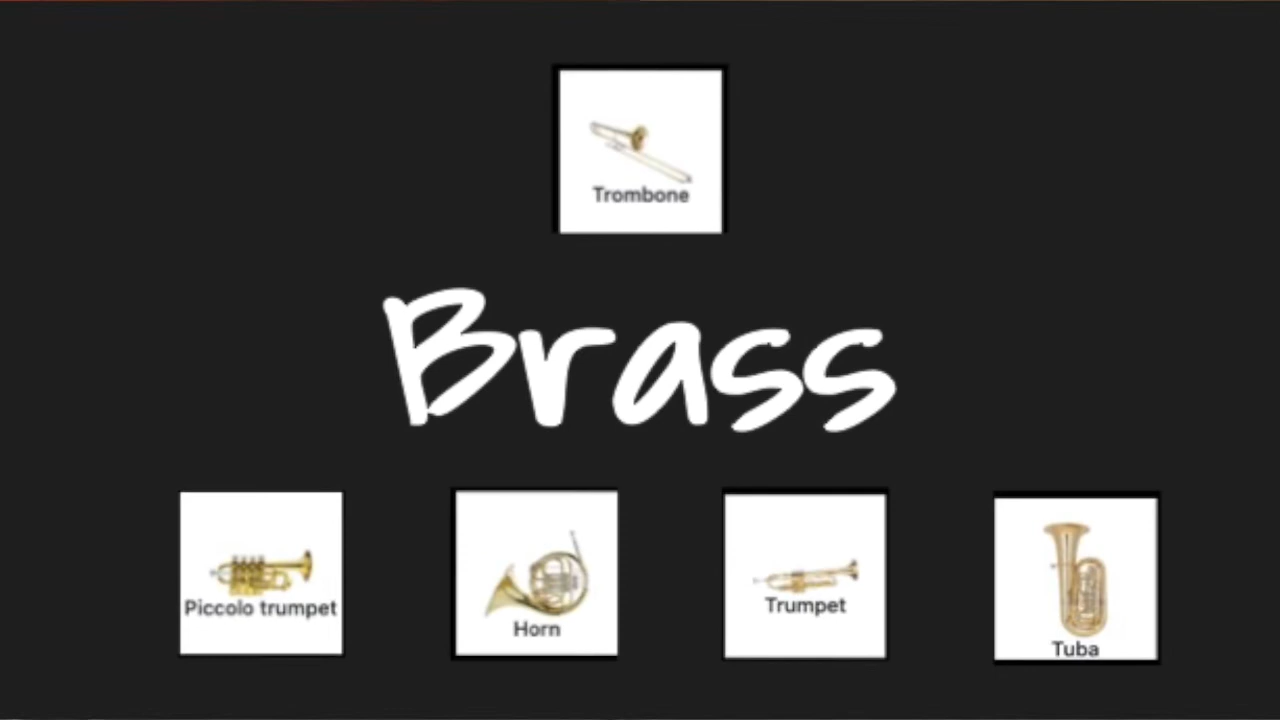 Trombone
Brass
Piccolo trumpet
Horn
Trumpet
Tuba